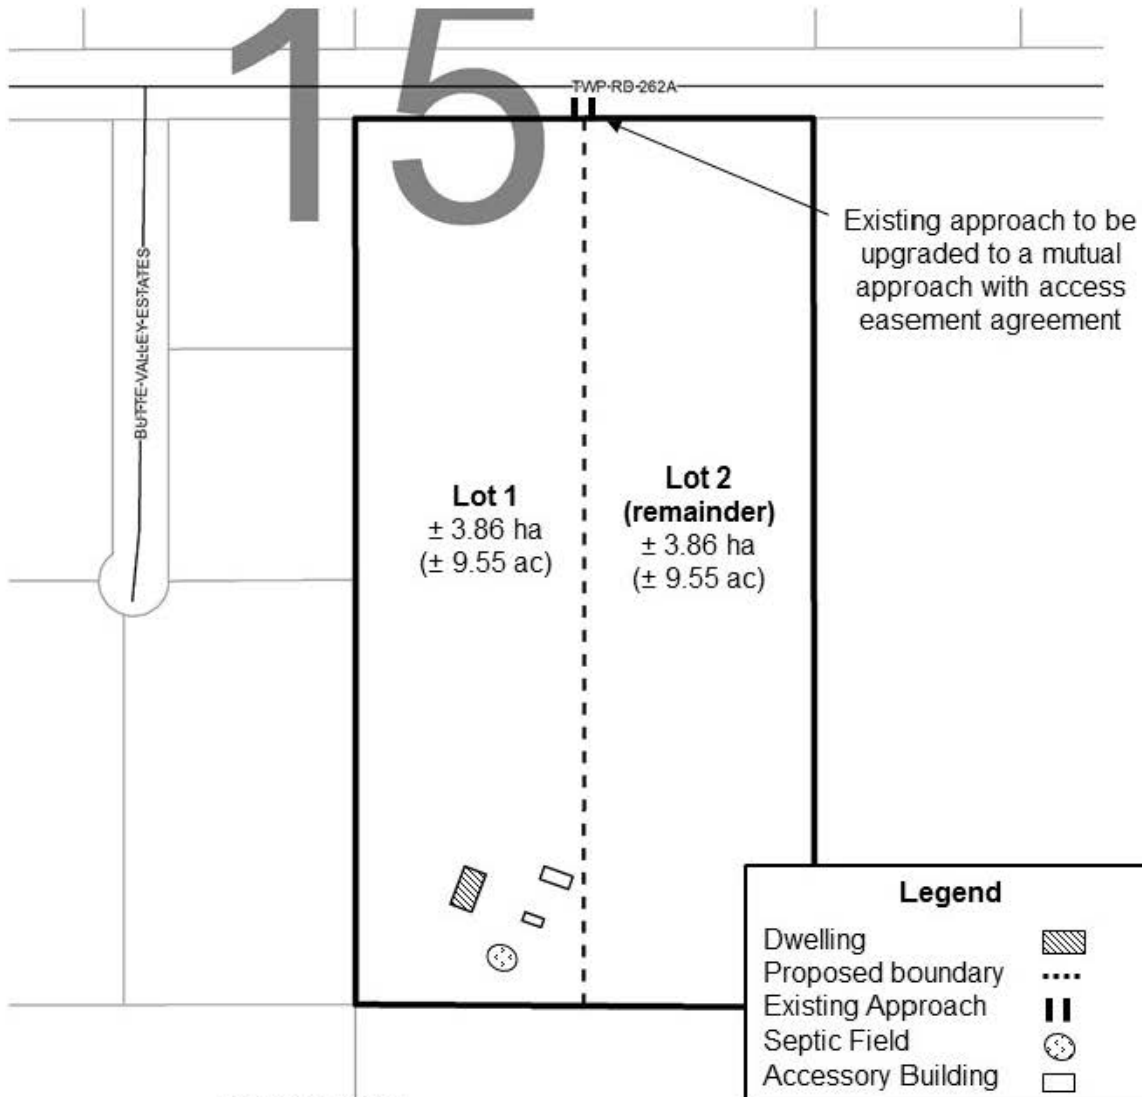 15
TWP-RD-262A
BUTTE-VALLEY-ESTATES
Existing approach to be
upgraded to a mutual
approach with access
easement agreement
Lot 1
± 3.86 ha
(± 9.55 ac)
Lot 2
(remainder)
± 3.86 ha
(± 9.55 ac)
Legend
Dwelling
Proposed boundary
Existing Approach
Septic Field
Accessory Building